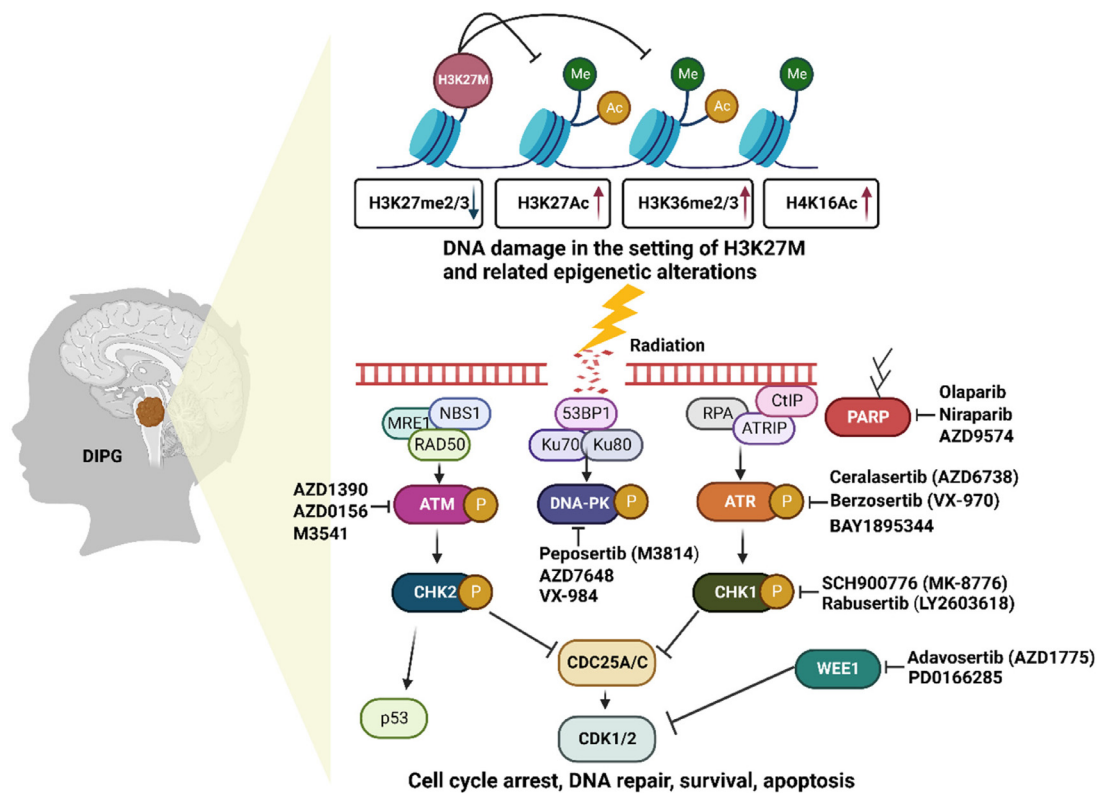 H3K27M
Me
Ac
Me
Ac
Me
H3K27me2/3
H3K27Ac
H3K36me2/3
H4K16Ac
DNA damage in the setting of H3K27M
and related epigenetic alterations
Radiation
DIPG
MRE1
NBS1
RAD50
53BP1
Ku70
Ku80
RPA
CtIP
ATRIP
PARP
Olaparib
Niraparib
AZD9574
AZD1390
AZD0156
M3541
ATM
P
DNA-PK
P
ATR
P
Ceralasertib (AZD6738)
Berzosertib (VX-970)
BAY1895344
Peposertib (M3814)
AZD7648
VX-984
CHK2
P
CHK1
P
SCH900776 (MK-8776)
Rabusertib (LY2603618)
CDC25A/C
WEE1
Adavosertib (AZD1775)
PD0166285
p53
CDK1/2
Cell cycle arrest, DNA repair, survival, apoptosis